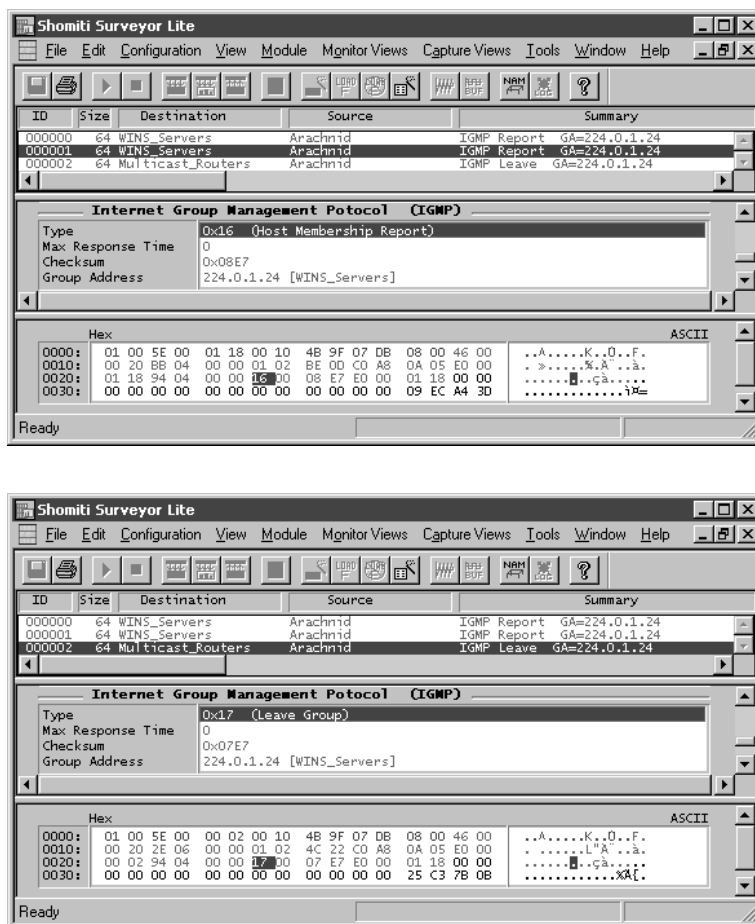 Shomiti Surveyor Lite
File Edit Configuration View Module Monitor Views Capture Views Tools Window Help
ID Size Destination Source Summary
000000 64 WINS_Servers Arachnid IGMP Report GA=224.0.1.24
000001 64 WINS_Servers Arachnid IGMP Report GA=224.0.1.24
000002 64 Multicast_Routers Arachnid IGMP Leave GA=224.0.1.24
Internet Group Management Potocol (IGMP)
Type 0x16 (Host Membership Report)
Max Response Time 0
Checksum 0x08E7
Group Address 224.0.1.24 [WINS_Servers]
Hex ASCII
0000: 01 00 5E 00 01 18 00 10 4B 9F 07 DB 08 00 46 00 ..^.....K..Û..F.
0010: 00 20 BB 04 00 00 01 02 BE 0D C0 A8 0A 05 E0 00 . ».....¾.À¨..à.
0020: 01 18 94 04 00 00 16 00 08 E7 E0 00 01 18 00 00 .........çà.....
0030: 00 00 00 00 00 00 00 00 00 00 00 00 09 EC A4 3D .............ì¤=
Ready
Shomiti Surveyor Lite
File Edit Configuration View Module Monitor Views Capture Views Tools Window Help
ID Size Destination Source Summary
000000 64 WINS_Servers Arachnid IGMP Report GA=224.0.1.24
000001 64 WINS_Servers Arachnid IGMP Report GA=224.0.1.24
000002 64 Multicast_Routers Arachnid IGMP Leave GA=224.0.1.24
Internet Group Management Potocol (IGMP)
Type 0x17 (Leave Group)
Max Response Time 0
Checksum 0x07E7
Group Address 224.0.1.24 [WINS_Servers]
Hex ASCII
0000: 01 00 5E 00 00 02 00 10 4B 9F 07 DB 08 00 46 00 ..^.....K..Û..F.
0010: 00 20 2E 06 00 00 01 02 4C 22 C0 A8 0A 05 E0 00 . ......L"À¨..à.
0020: 00 02 94 04 00 00 17 00 07 E7 E0 00 01 18 00 00 .........çà.....
0030: 00 00 00 00 00 00 00 00 00 00 00 00 25 C3 7B 0B ............%Ã{.
Ready